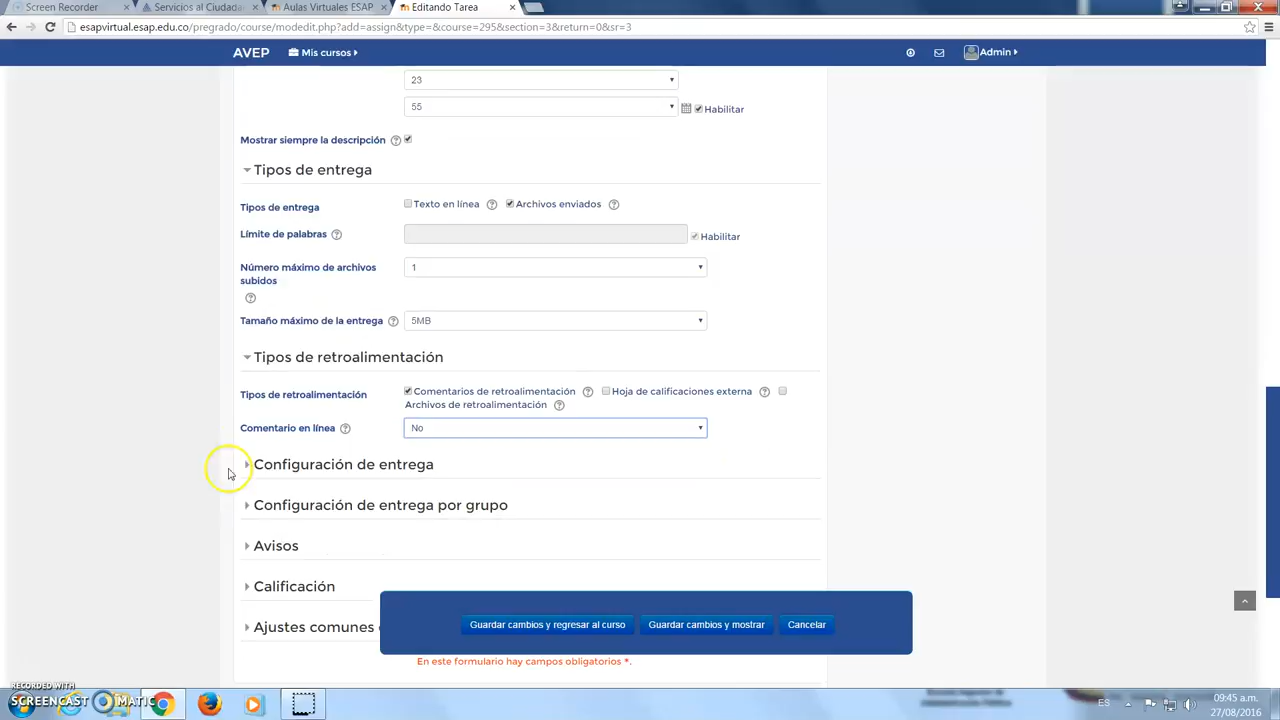 Screen Recorder
Servicios al Ciudadan
Aulas Virtuales ESAP
Editando Tarea
esapvirtual.esap.edu.co/pregrado/course/modedit.php?add=assign&type=&course=295&section=3&return=0&sr=3
AVEP
Mis cursos
Admin
23
55
Habilitar
Mostrar siempre la descripción
Tipos de entrega
Tipos de entrega
Texto en línea
Archivos enviados
Límite de palabras
Habilitar
Número máximo de archivos
subidos
1
Tamaño máximo de la entrega
5MB
Tipos de retroalimentación
Tipos de retroalimentación
Comentarios de retroalimentación
Hoja de calificaciones externa
Archivos de retroalimentación
Comentario en línea
No
Configuración de entrega
Configuración de entrega por grupo
Avisos
Calificación
Ajustes comunes
Guardar cambios y regresar al curso
Guardar cambios y mostrar
Cancelar
En este formulario hay campos obligatorios *.
RECORDED WITH
SCREENCAST MATIC
ES
09:45 a.m.
27/08/2016